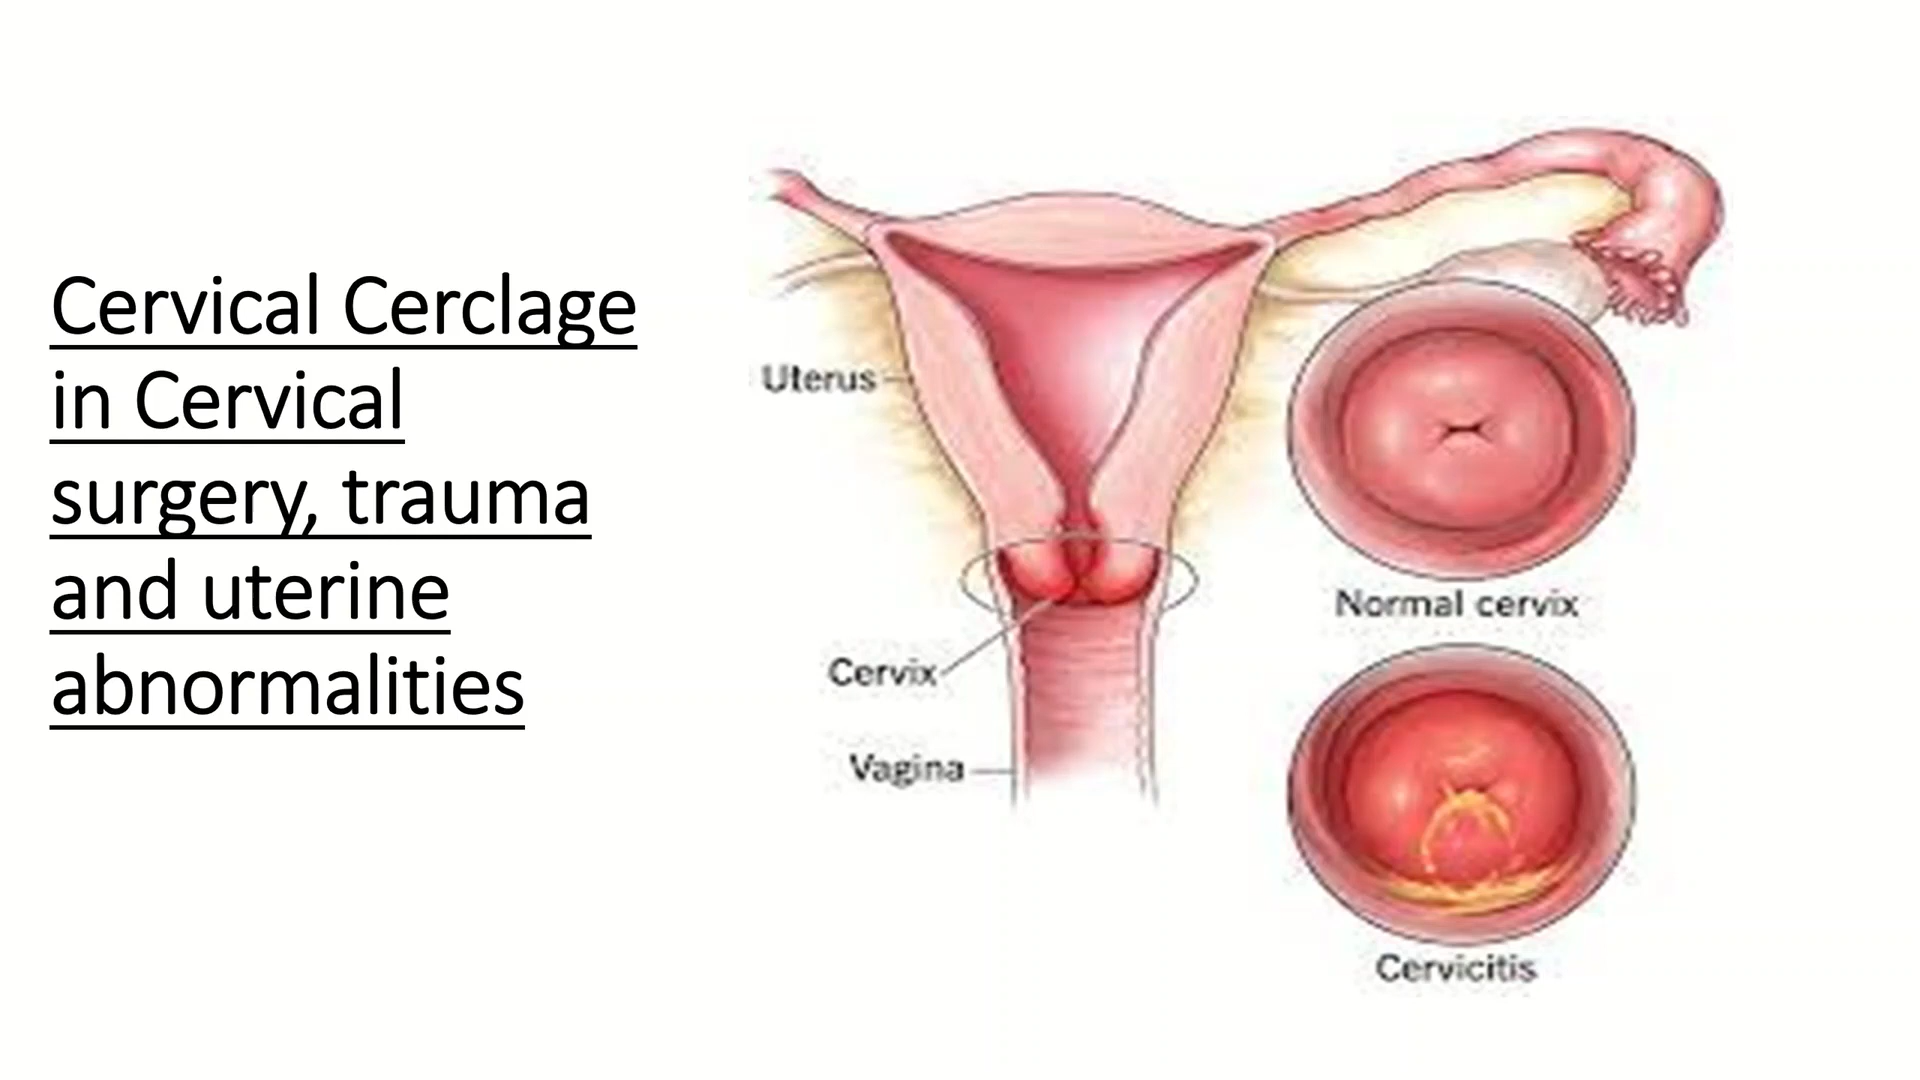 Cervical Cerclage
in Cervical
surgery, trauma
and uterine
abnormalities
Uterus
Cervix
Vagina
Normal cervix
Cervicitis